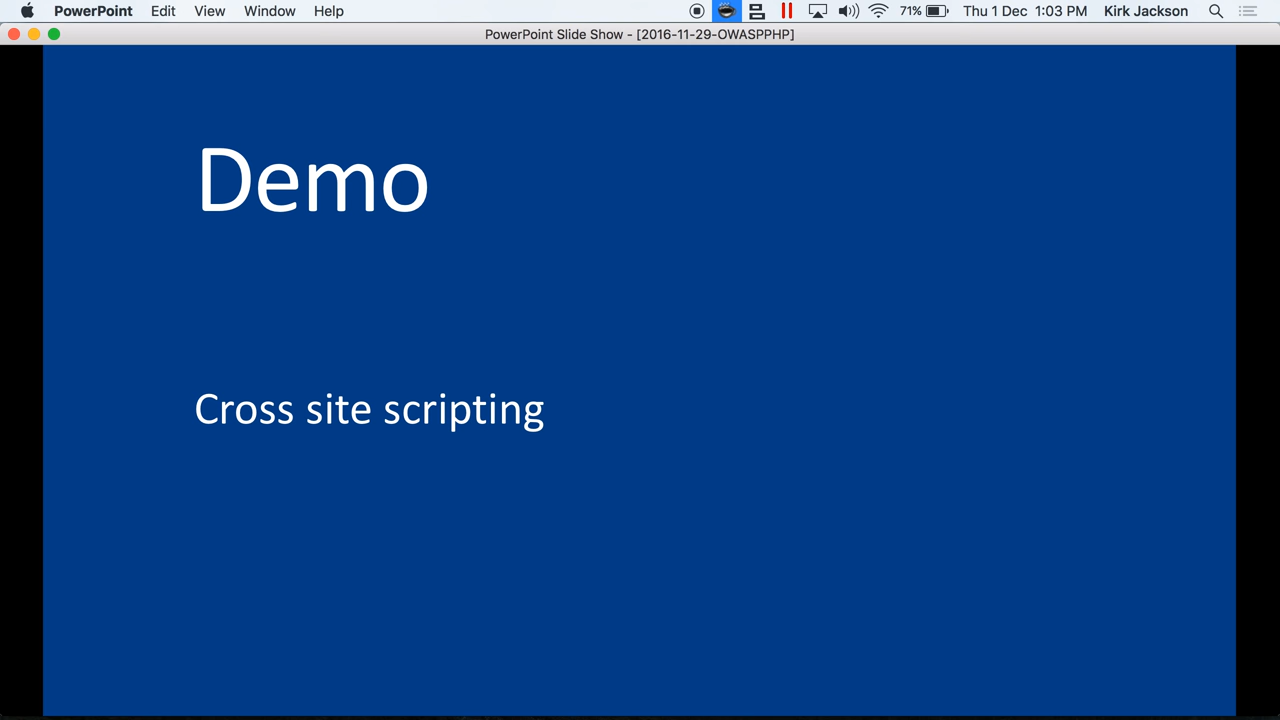 PowerPoint Edit View Window Help 71% Thu 1 Dec 1:03 PM Kirk Jackson
PowerPoint Slide Show - [2016-11-29-OWASPPHP]
Demo
Cross site scripting